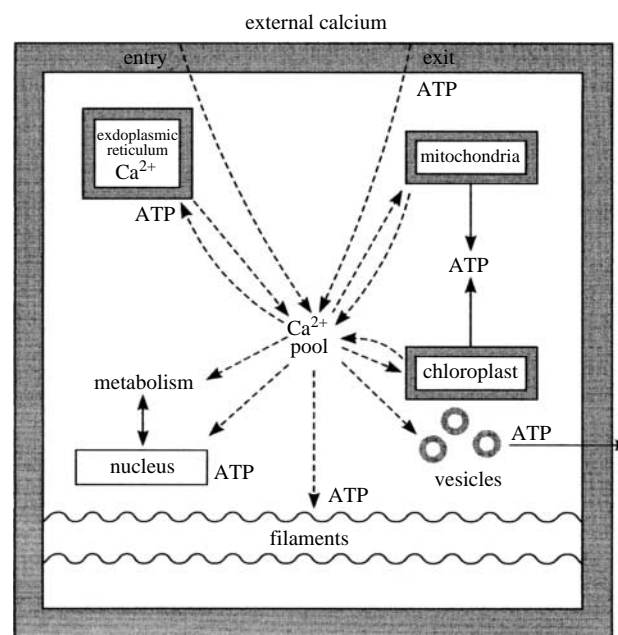 external calcium
entry
exit
ATP
exdoplasmic
reticulum
Ca²⁺
ATP
mitochondria
ATP
Ca²⁺
pool
chloroplast
metabolism
nucleus
ATP
ATP
vesicles
ATP
filaments